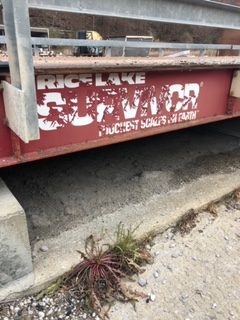 RICE LAKE
SURVIVOR®
TOUGHEST SCALES ON EARTH